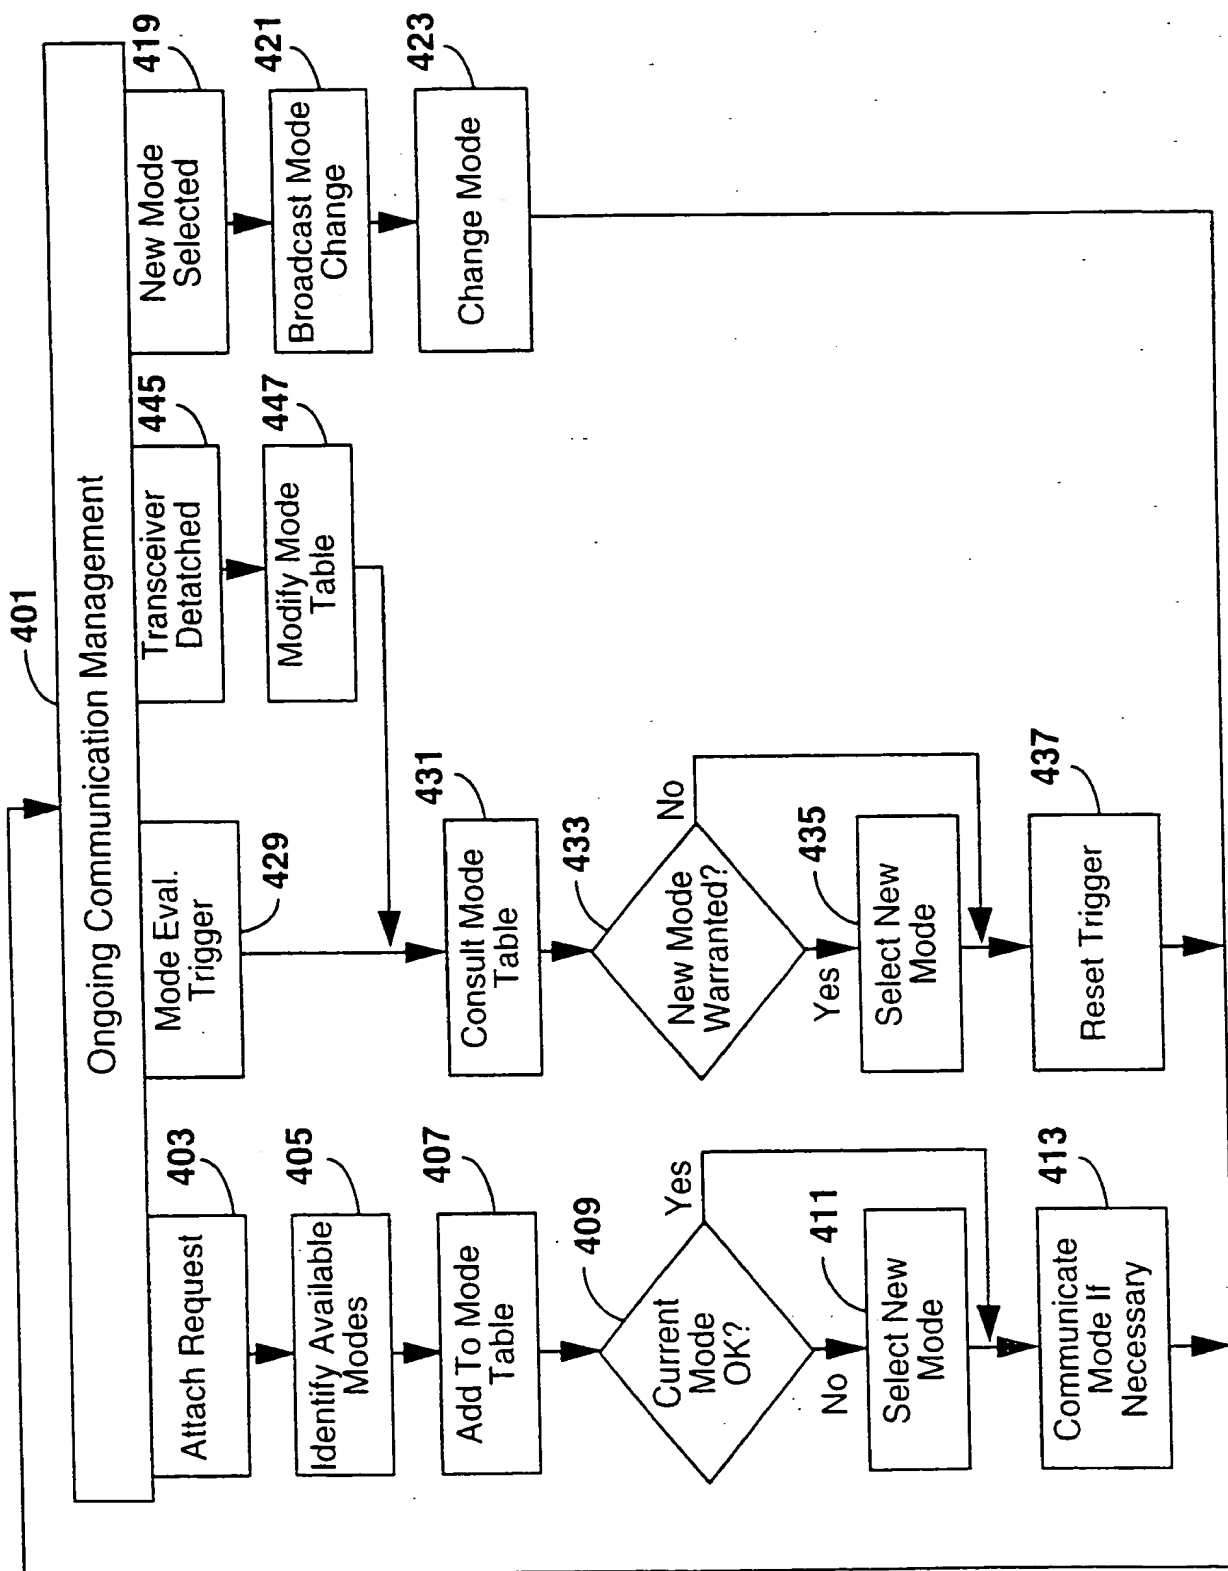 401
Ongoing Communication Management
Attach Request
403
Identify Available
Modes
405
Add To Mode
Table
407
Current
Mode
OK?
409
Yes
No
Select New
Mode
411
Communicate
Mode If
Necessary
413
Mode Eval.
Trigger
429
Consult Mode
Table
431
New Mode
Warranted?
433
No
Yes
Select New
Mode
435
Reset Trigger
437
Transceiver
Detatched
445
Modify Mode
Table
447
New Mode
Selected
419
Broadcast Mode
Change
421
Change Mode
423